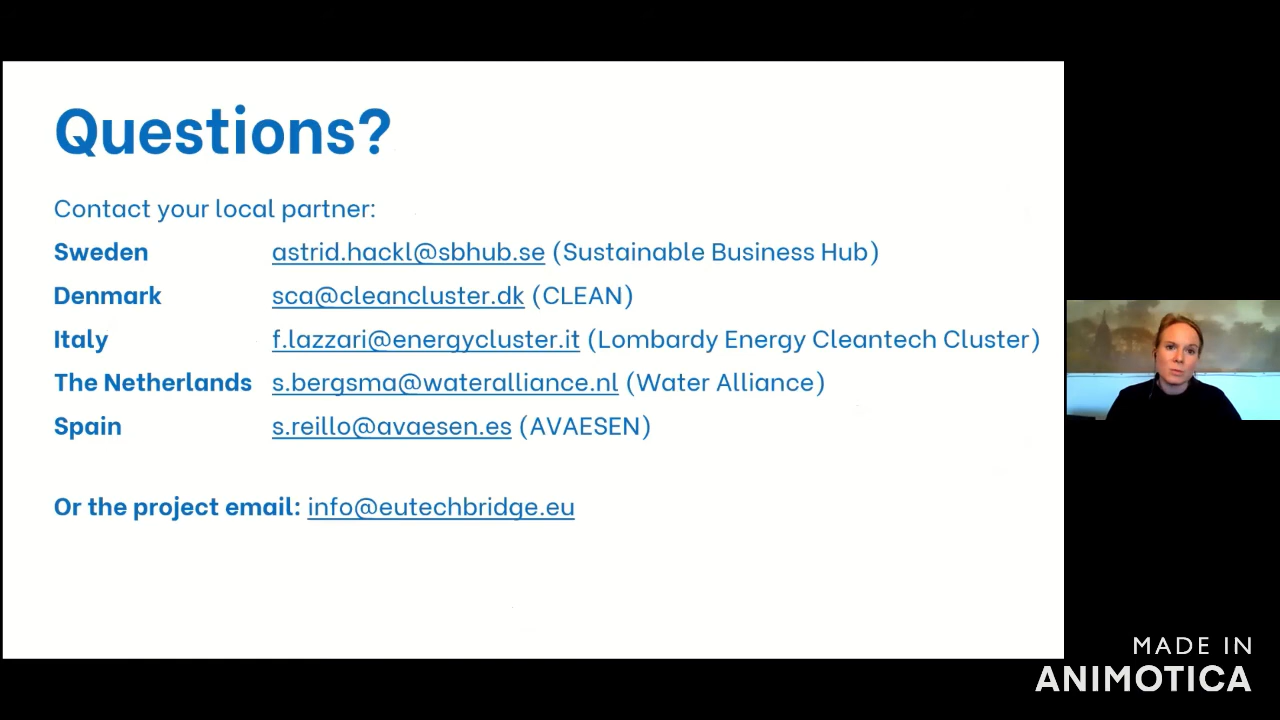 Questions?
Contact your local partner:
Sweden astrid.hackl@sbhub.se (Sustainable Business Hub)
Denmark sca@cleancluster.dk (CLEAN)
Italy f.lazzari@energycluster.it (Lombardy Energy Cleantech Cluster)
The Netherlands s.bergsma@wateralliance.nl (Water Alliance)
Spain s.reillo@avaesen.es (AVAESEN)
Or the project email: info@eutechbridge.eu
MADE IN
ANIMOTICA